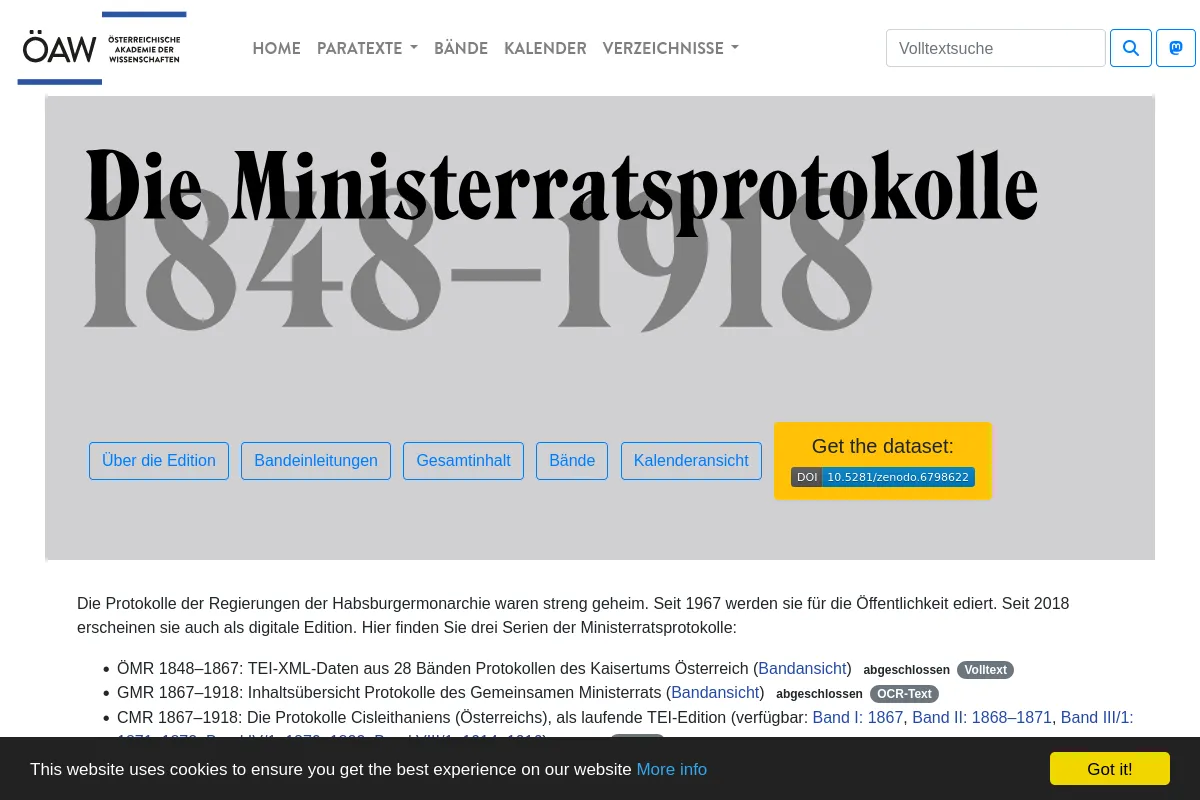 ÖAW
ÖSTERREICHISCHE
AKADEMIE DER
WISSENSCHAFTEN
HOME PARATEXTE BÄNDE KALENDER VERZEICHNISSE
Volltextsuche
Die Ministerratsprotokolle
1848–1918
Über die Edition Bandeinleitungen Gesamtinhalt Bände Kalenderansicht
Get the dataset:
DOI 10.5281/zenodo.6798622
Die Protokolle der Regierungen der Habsburgermonarchie waren streng geheim. Seit 1967 werden sie für die Öffentlichkeit ediert. Seit 2018
erscheinen sie auch als digitale Edition. Hier finden Sie drei Serien der Ministerratsprotokolle:
• ÖMR 1848–1867: TEI-XML-Daten aus 28 Bänden Protokollen des Kaisertums Österreich (Bandansicht) abgeschlossen Volltext
• GMR 1867–1918: Inhaltsübersicht Protokolle des Gemeinsamen Ministerrats (Bandansicht) abgeschlossen OCR-Text
• CMR 1867–1918: Die Protokolle Cisleithaniens (Österreichs), als laufende TEI-Edition (verfügbar: Band I: 1867, Band II: 1868–1871, Band III/1:
This website uses cookies to ensure you get the best experience on our website More info
Got it!